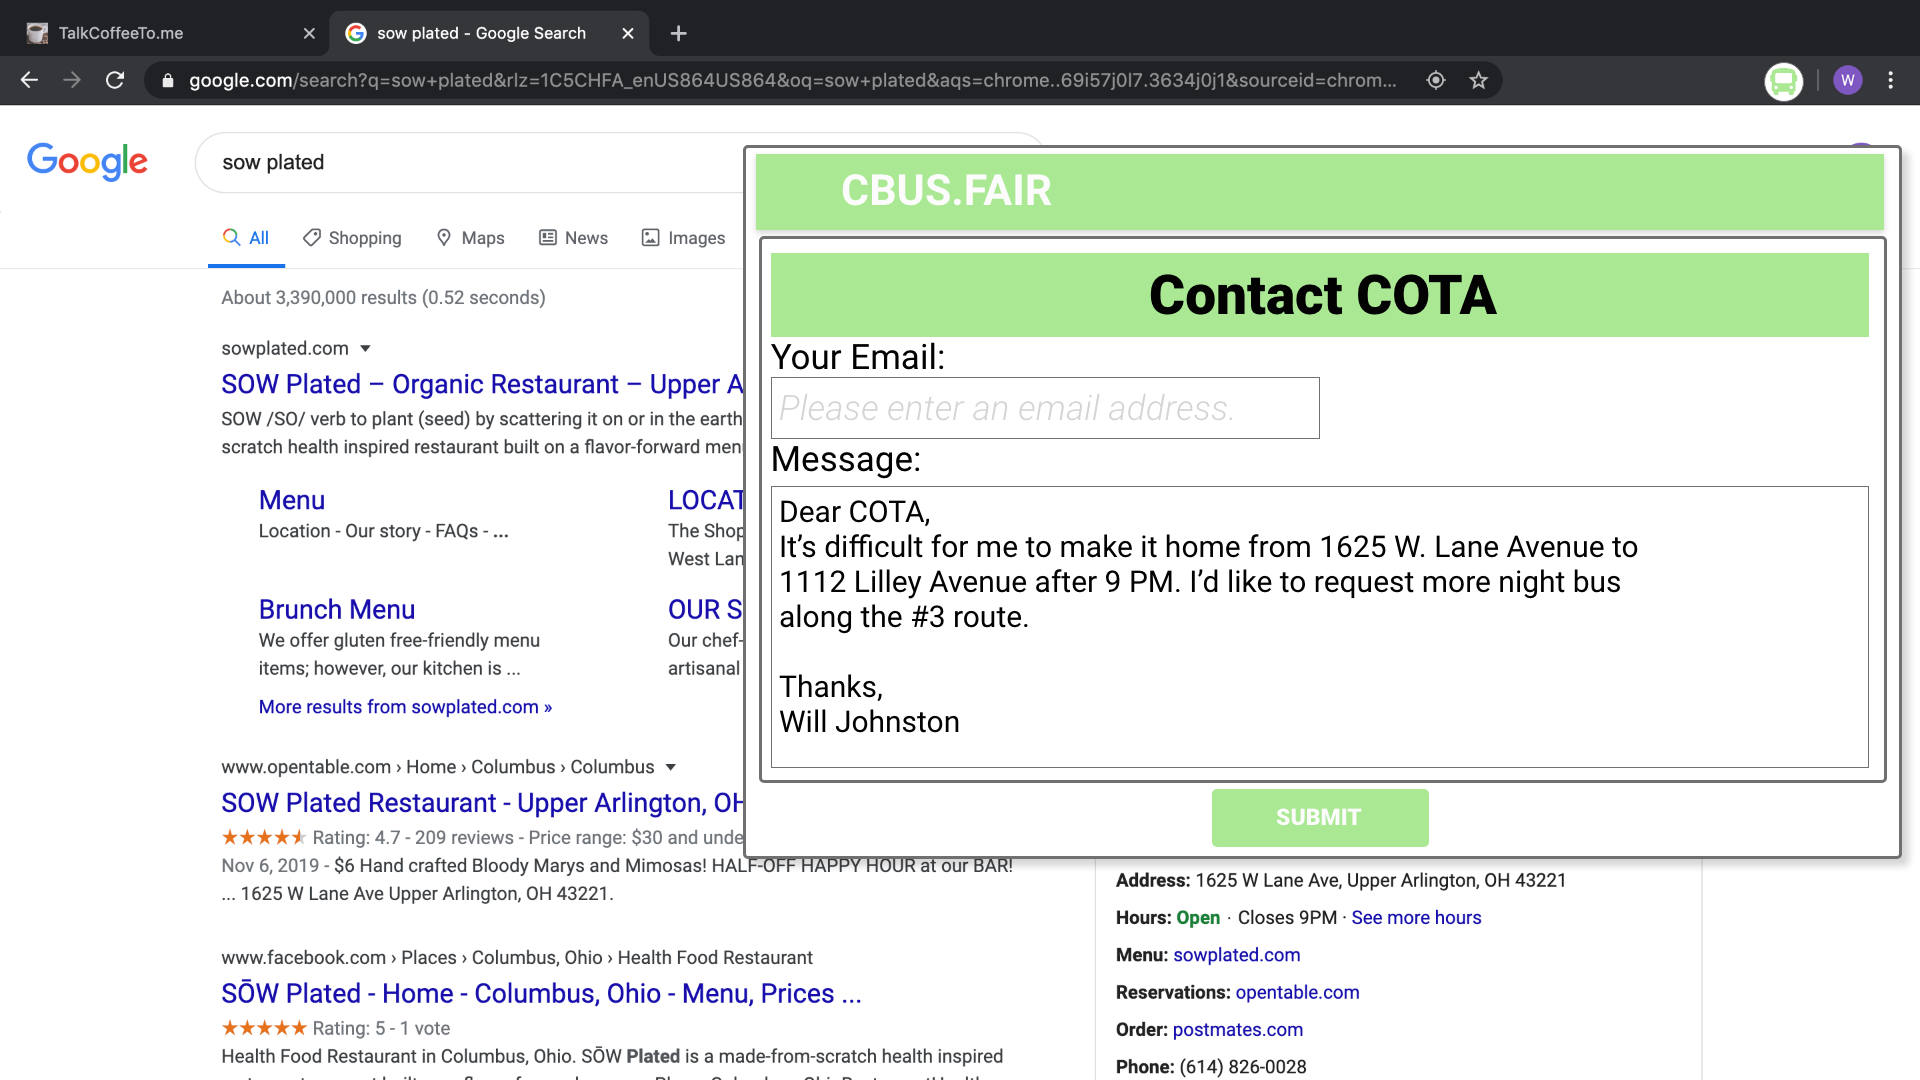 TalkCoffeeTo.me
sow plated - Google Search
google.com/search?q=sow+plated&rlz=1C5CHFA_enUS864US864&oq=sow+plated&aqs=chrome..69i57j0l7.3634j0j1&sourceid=chrom...
W
Google
sow plated
All
Shopping
Maps
News
Images
About 3,390,000 results (0.52 seconds)
sowplated.com
SOW Plated – Organic Restaurant – Upper A
SOW /SO/ verb to plant (seed) by scattering it on or in the earth
scratch health inspired restaurant built on a flavor-forward men
Menu
Location - Our story - FAQs - ...
LOCAT
The Shop
West Lan
Brunch Menu
We offer gluten free-friendly menu
items; however, our kitchen is ...
OUR S
Our chef-
artisanal
More results from sowplated.com »
www.opentable.com › Home › Columbus › Columbus
SOW Plated Restaurant - Upper Arlington, OH
Rating: 4.7 - 209 reviews - Price range: $30 and unde
Nov 6, 2019 - $6 Hand crafted Bloody Marys and Mimosas! HALF-OFF HAPPY HOUR at our BAR!
... 1625 W Lane Ave Upper Arlington, OH 43221.
www.facebook.com › Places › Columbus, Ohio › Health Food Restaurant
SŌW Plated - Home - Columbus, Ohio - Menu, Prices ...
Rating: 5 - 1 vote
Health Food Restaurant in Columbus, Ohio. SŌW Plated is a made-from-scratch health inspired
CBUS.FAIR
Contact COTA
Your Email:
Please enter an email address.
Message:
Dear COTA,
It’s difficult for me to make it home from 1625 W. Lane Avenue to
1112 Lilley Avenue after 9 PM. I’d like to request more night bus
along the #3 route.
Thanks,
Will Johnston
SUBMIT
Address: 1625 W Lane Ave, Upper Arlington, OH 43221
Hours: Open · Closes 9PM · See more hours
Menu: sowplated.com
Reservations: opentable.com
Order: postmates.com
Phone: (614) 826-0028